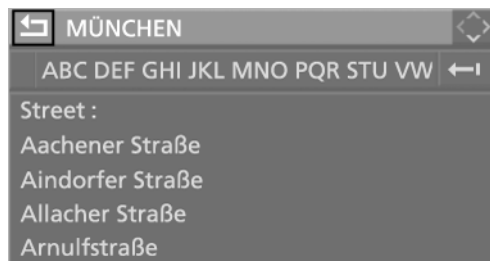 MÜNCHEN
ABC DEF GHI JKL MNO PQR STU VW
Street :
Aachener Straße
Aindorfer Straße
Allacher Straße
Arnulfstraße